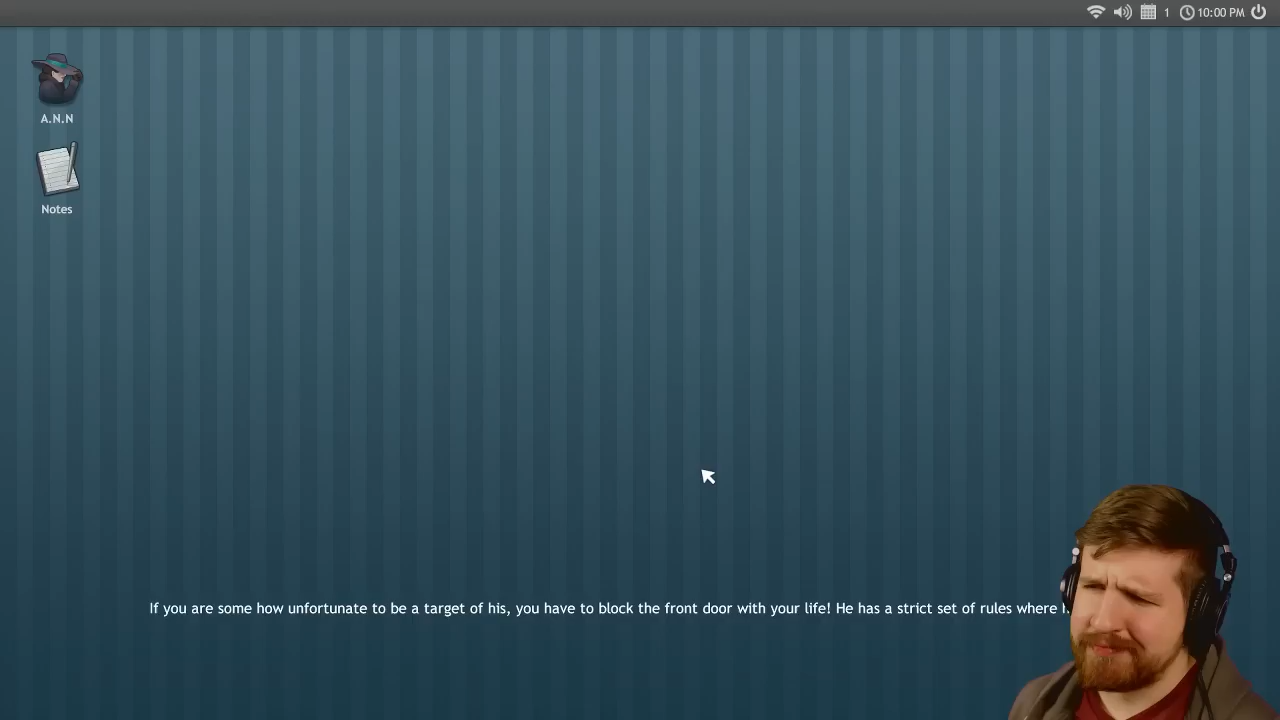 1 10:00 PM
A.N.N
Notes
If you are some how unfortunate to be a target of his, you have to block the front door with your life! He has a strict set of rules where